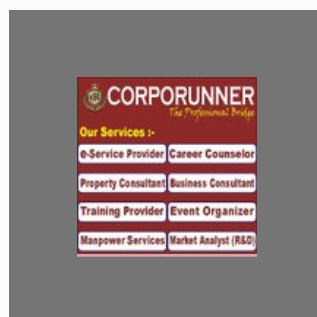 CORPORUNNER
The Professional Bridge
Our Services :-
e-Service Provider Career Counselor
Property Consultant Business Consultant
Training Provider Event Organizer
Manpower Services Market Analyst (R&D)